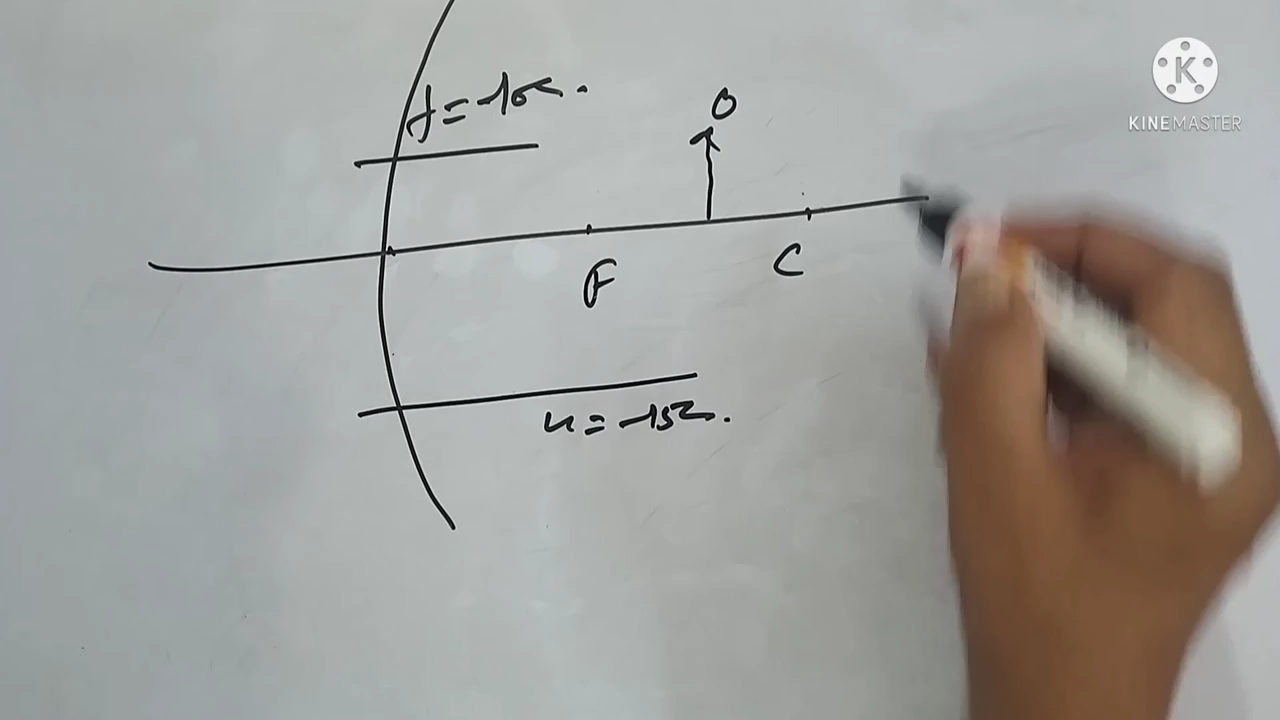 f = -10cm.
O
K
KINEMASTER
F
C
u = -15cm.